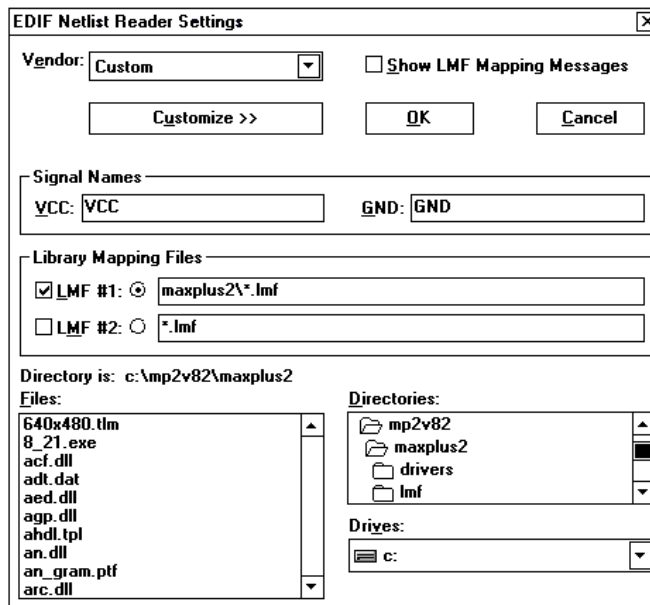 EDIF Netlist Reader Settings
Vendor: Custom
Show LMF Mapping Messages
Customize >>
OK
Cancel
Signal Names
VCC: VCC
GND: GND
Library Mapping Files
LMF #1: maxplus2\*.lmf
LMF #2: *.lmf
Directory is: c:\mp2v82\maxplus2
Files:
640x480.tlm
8_21.exe
acf.dll
adt.dat
aed.dll
agp.dll
ahdl.tpl
an.dll
an_gram.ptf
arc.dll
Directories:
mp2v82
maxplus2
drivers
lmf
Drives:
c: